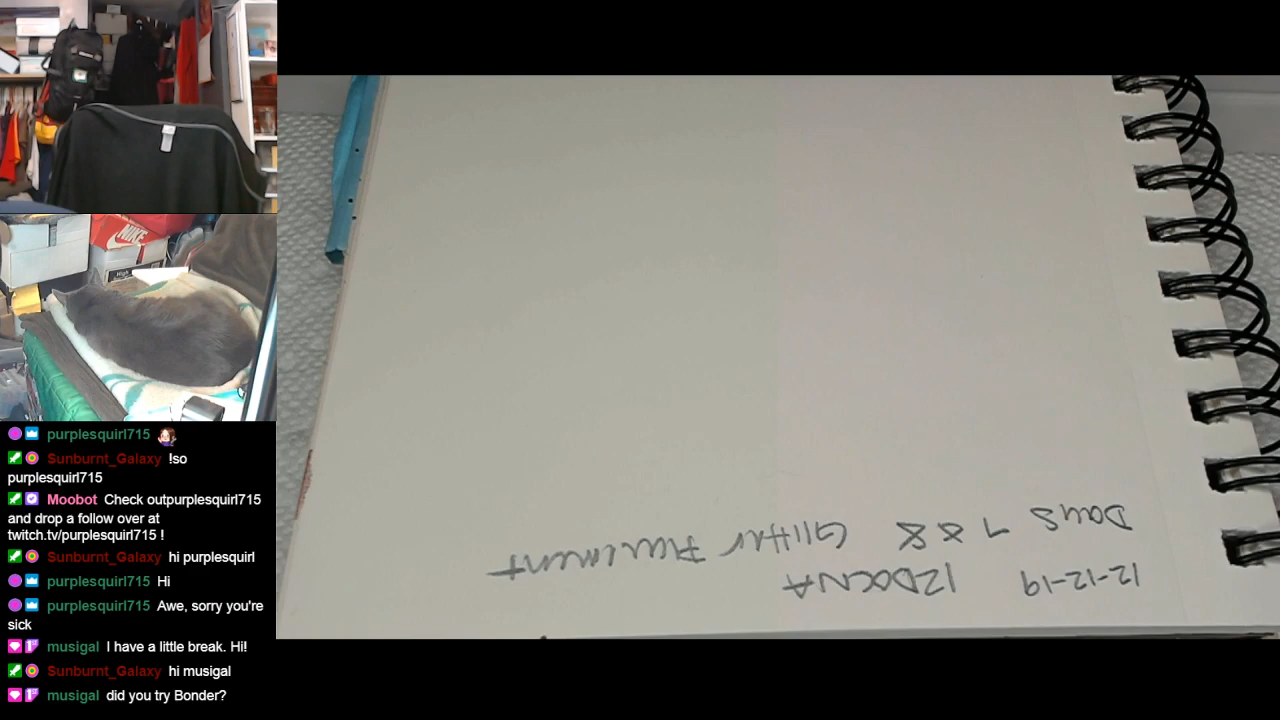 NIKE
High
purplesquirl715
Sunburnt_Galaxy !so
purplesquirl715
Moobot Check outpurplesquirl715
and drop a follow over at
twitch.tv/purplesquirl715 !
Sunburnt_Galaxy hi purplesquirl
purplesquirl715 Hi
purplesquirl715 Awe, sorry you're
sick
musigal I have a little break. Hi!
Sunburnt_Galaxy hi musigal
musigal did you try Bonder?
12-12-19 12DOCNA
Days 7 & 8 Glitter Placement